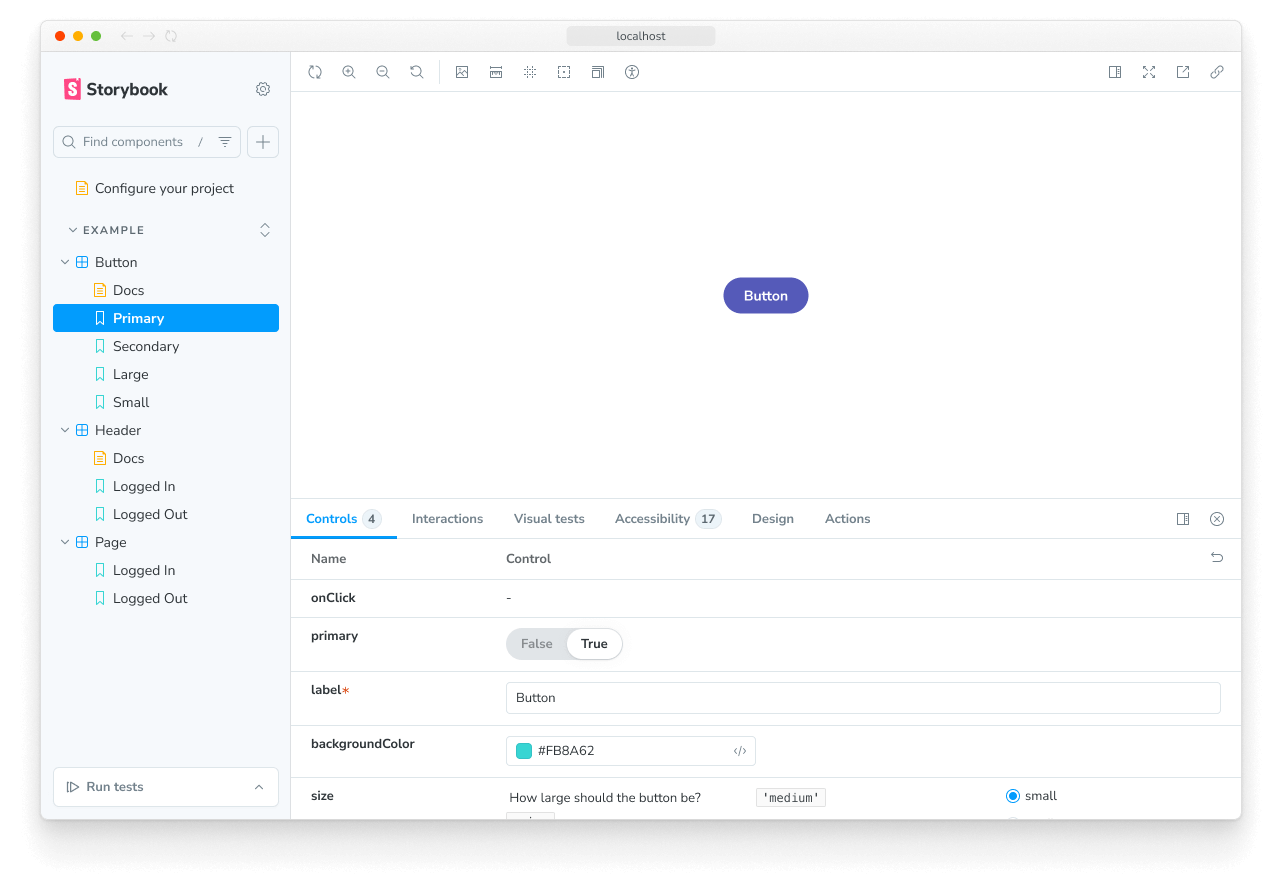 localhost
Storybook
Find components /
Configure your project
EXAMPLE
Button
Docs
Primary
Secondary
Large
Small
Header
Docs
Logged In
Logged Out
Page
Logged In
Logged Out
Run tests
Button
Controls 4 Interactions Visual tests Accessibility 17 Design Actions
Name Control
onClick -
primary False True
label* Button
backgroundColor #FB8A62
size How large should the button be? 'medium' small